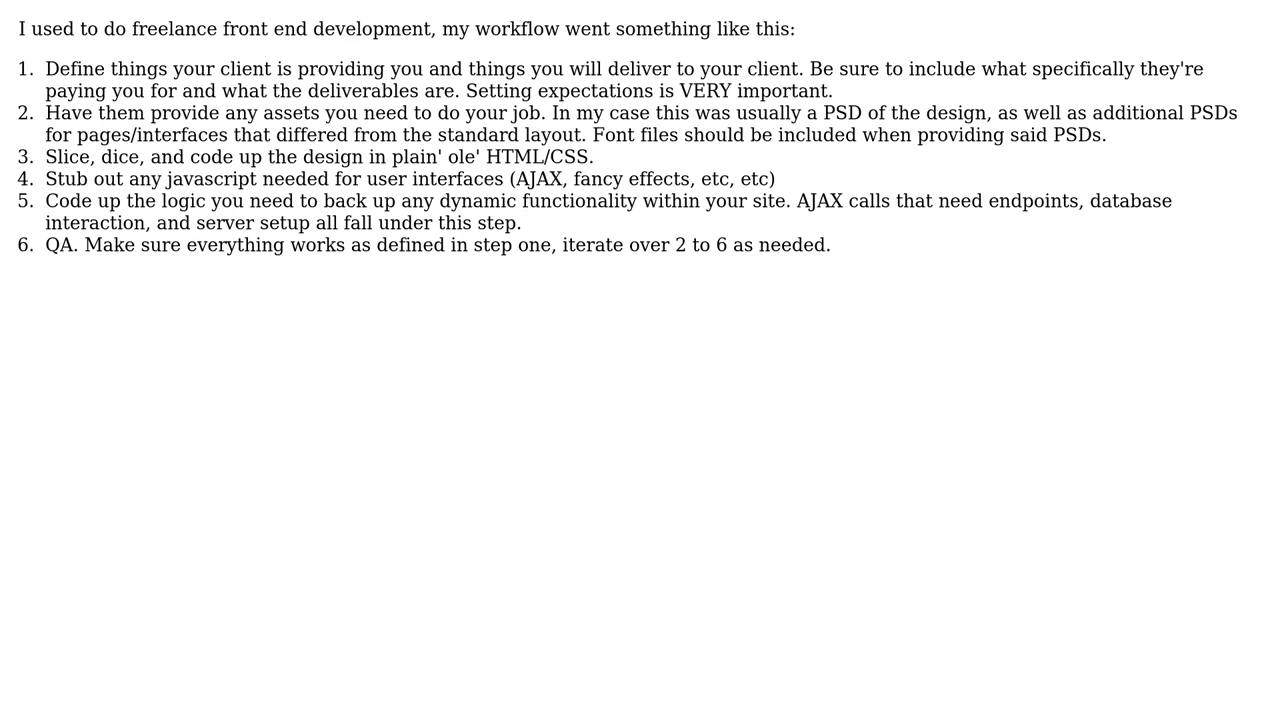 I used to do freelance front end development, my workflow went something like this:
1. Define things your client is providing you and things you will deliver to your client. Be sure to include what specifically they're
paying you for and what the deliverables are. Setting expectations is VERY important.
2. Have them provide any assets you need to do your job. In my case this was usually a PSD of the design, as well as additional PSDs
for pages/interfaces that differed from the standard layout. Font files should be included when providing said PSDs.
3. Slice, dice, and code up the design in plain' ole' HTML/CSS.
4. Stub out any javascript needed for user interfaces (AJAX, fancy effects, etc, etc)
5. Code up the logic you need to back up any dynamic functionality within your site. AJAX calls that need endpoints, database
interaction, and server setup all fall under this step.
6. QA. Make sure everything works as defined in step one, iterate over 2 to 6 as needed.